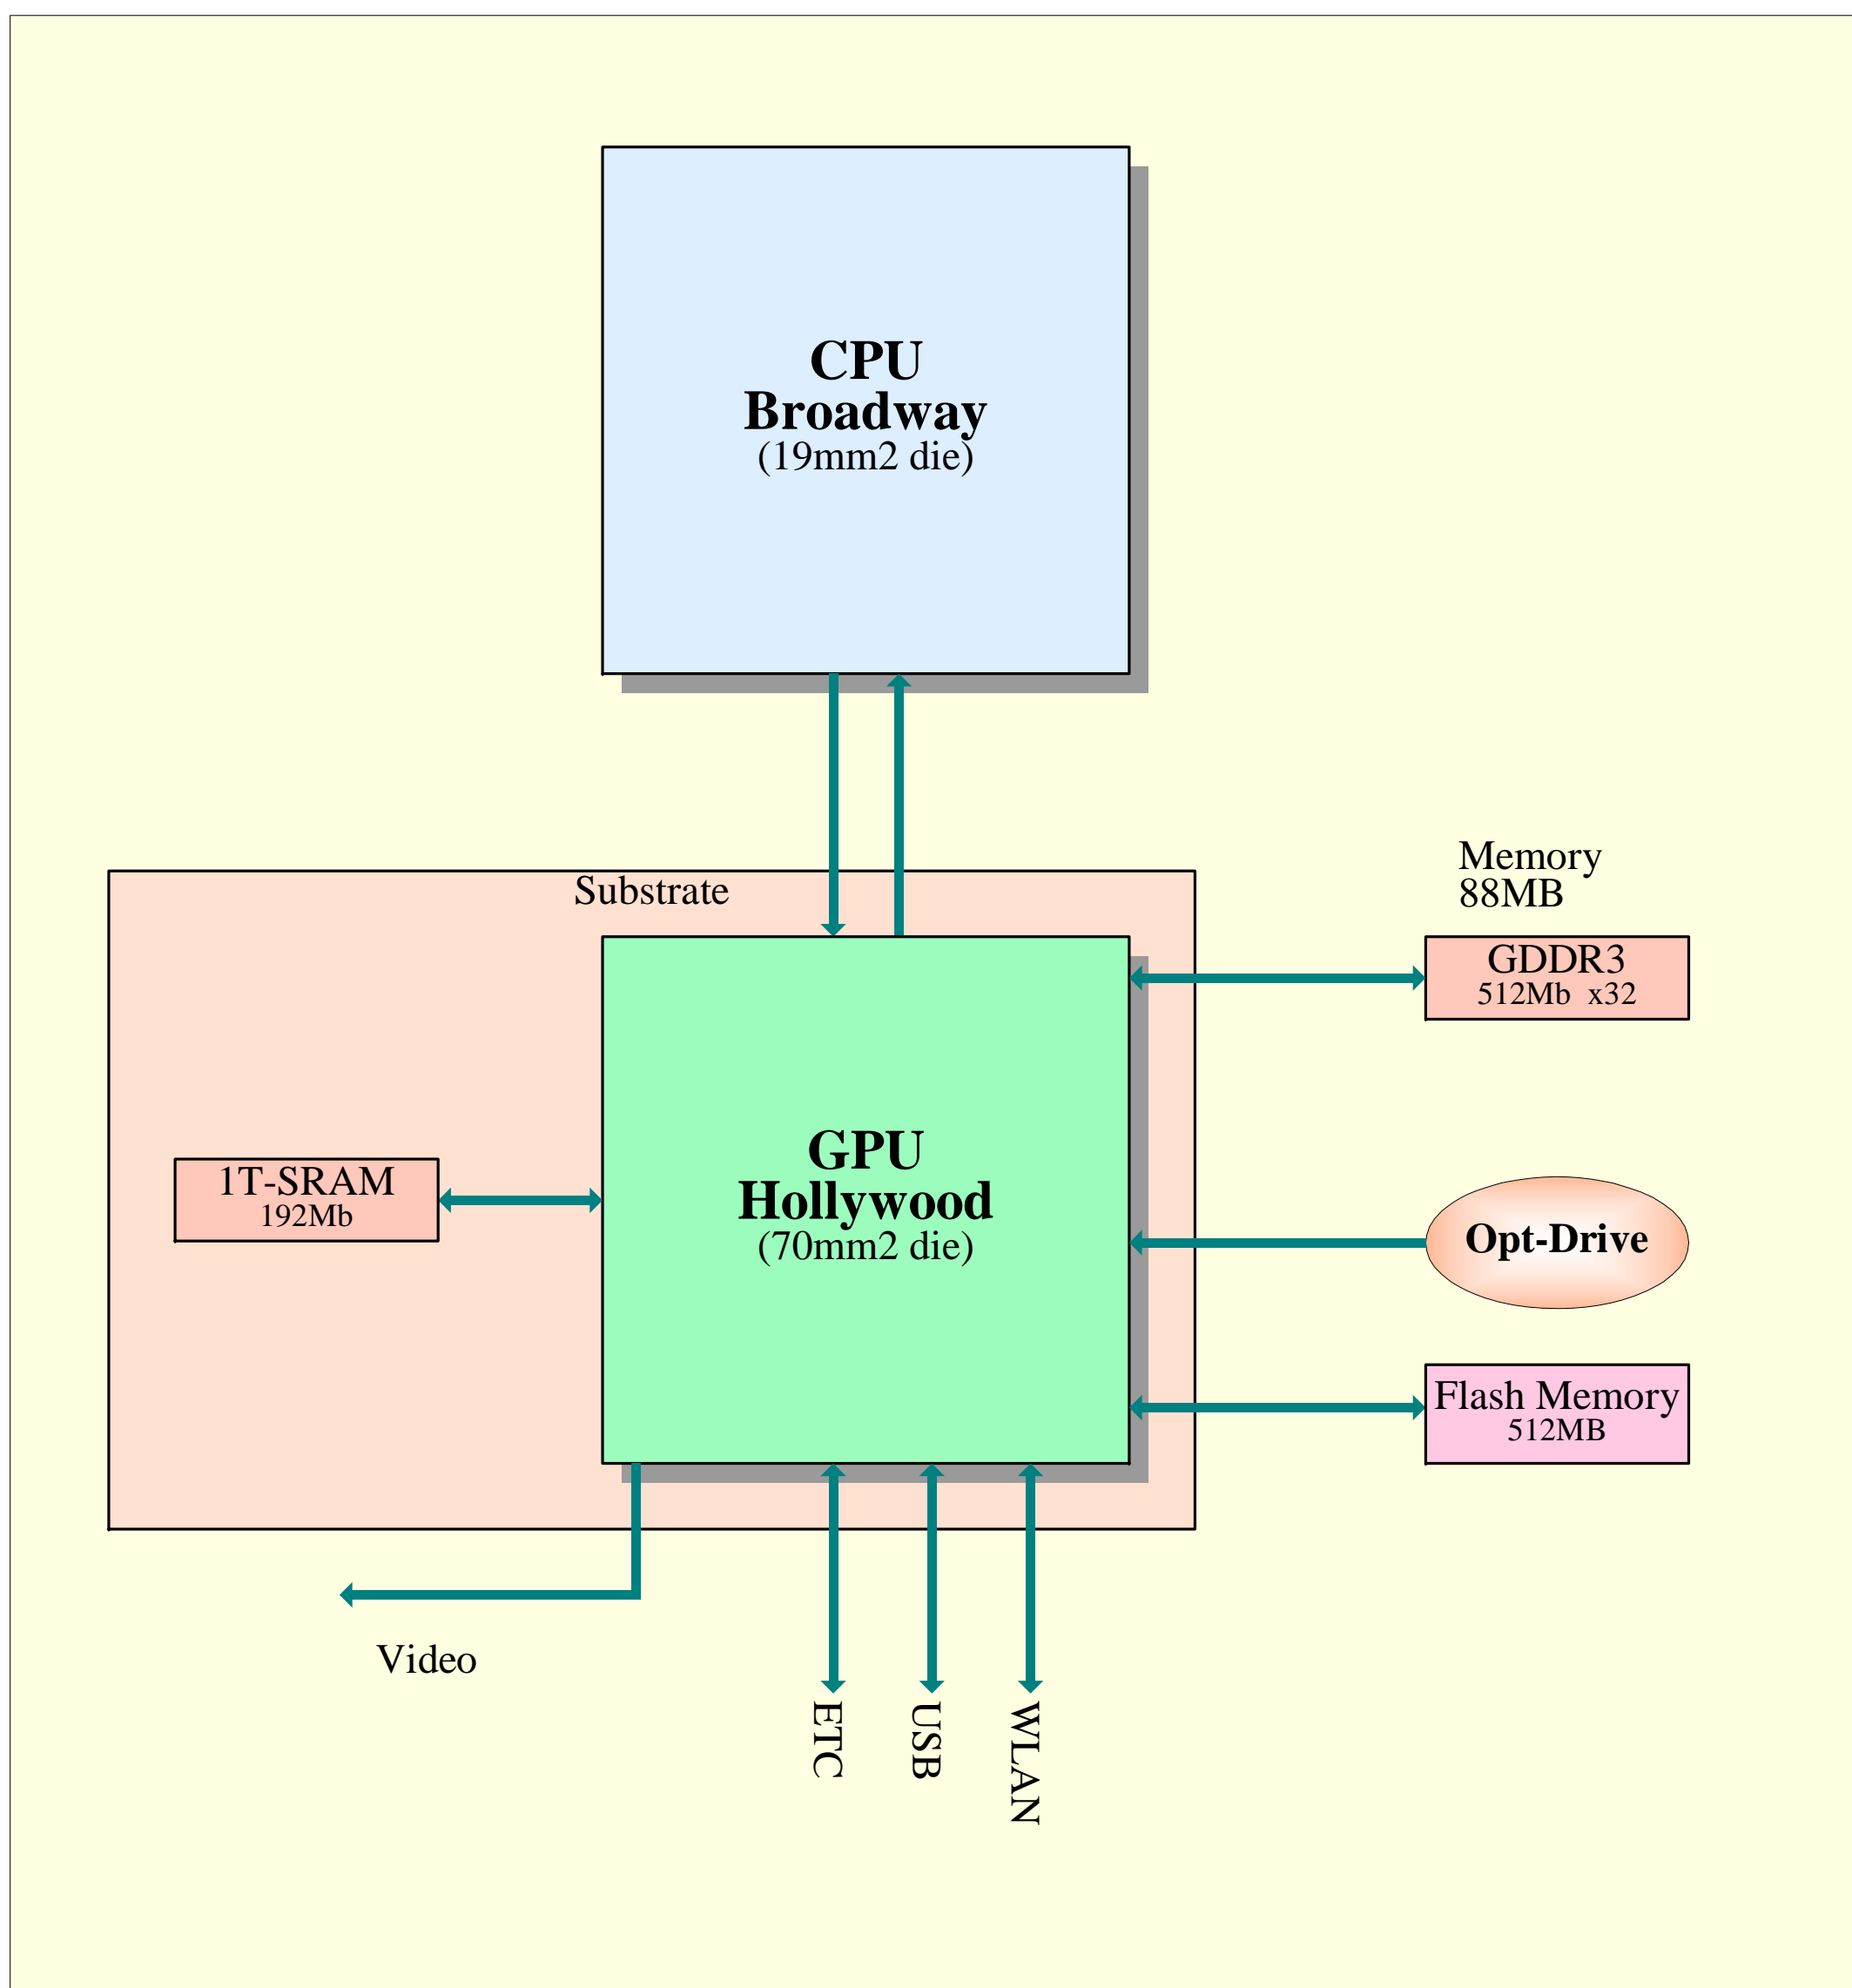 CPU
Broadway
(19mm2 die)
Substrate
Memory
88MB
GDDR3
512Mb  x32
1T-SRAM
192Mb
GPU
Hollywood
(70mm2 die)
Opt-Drive
Flash Memory
512MB
Video
ETC
USB
WLAN